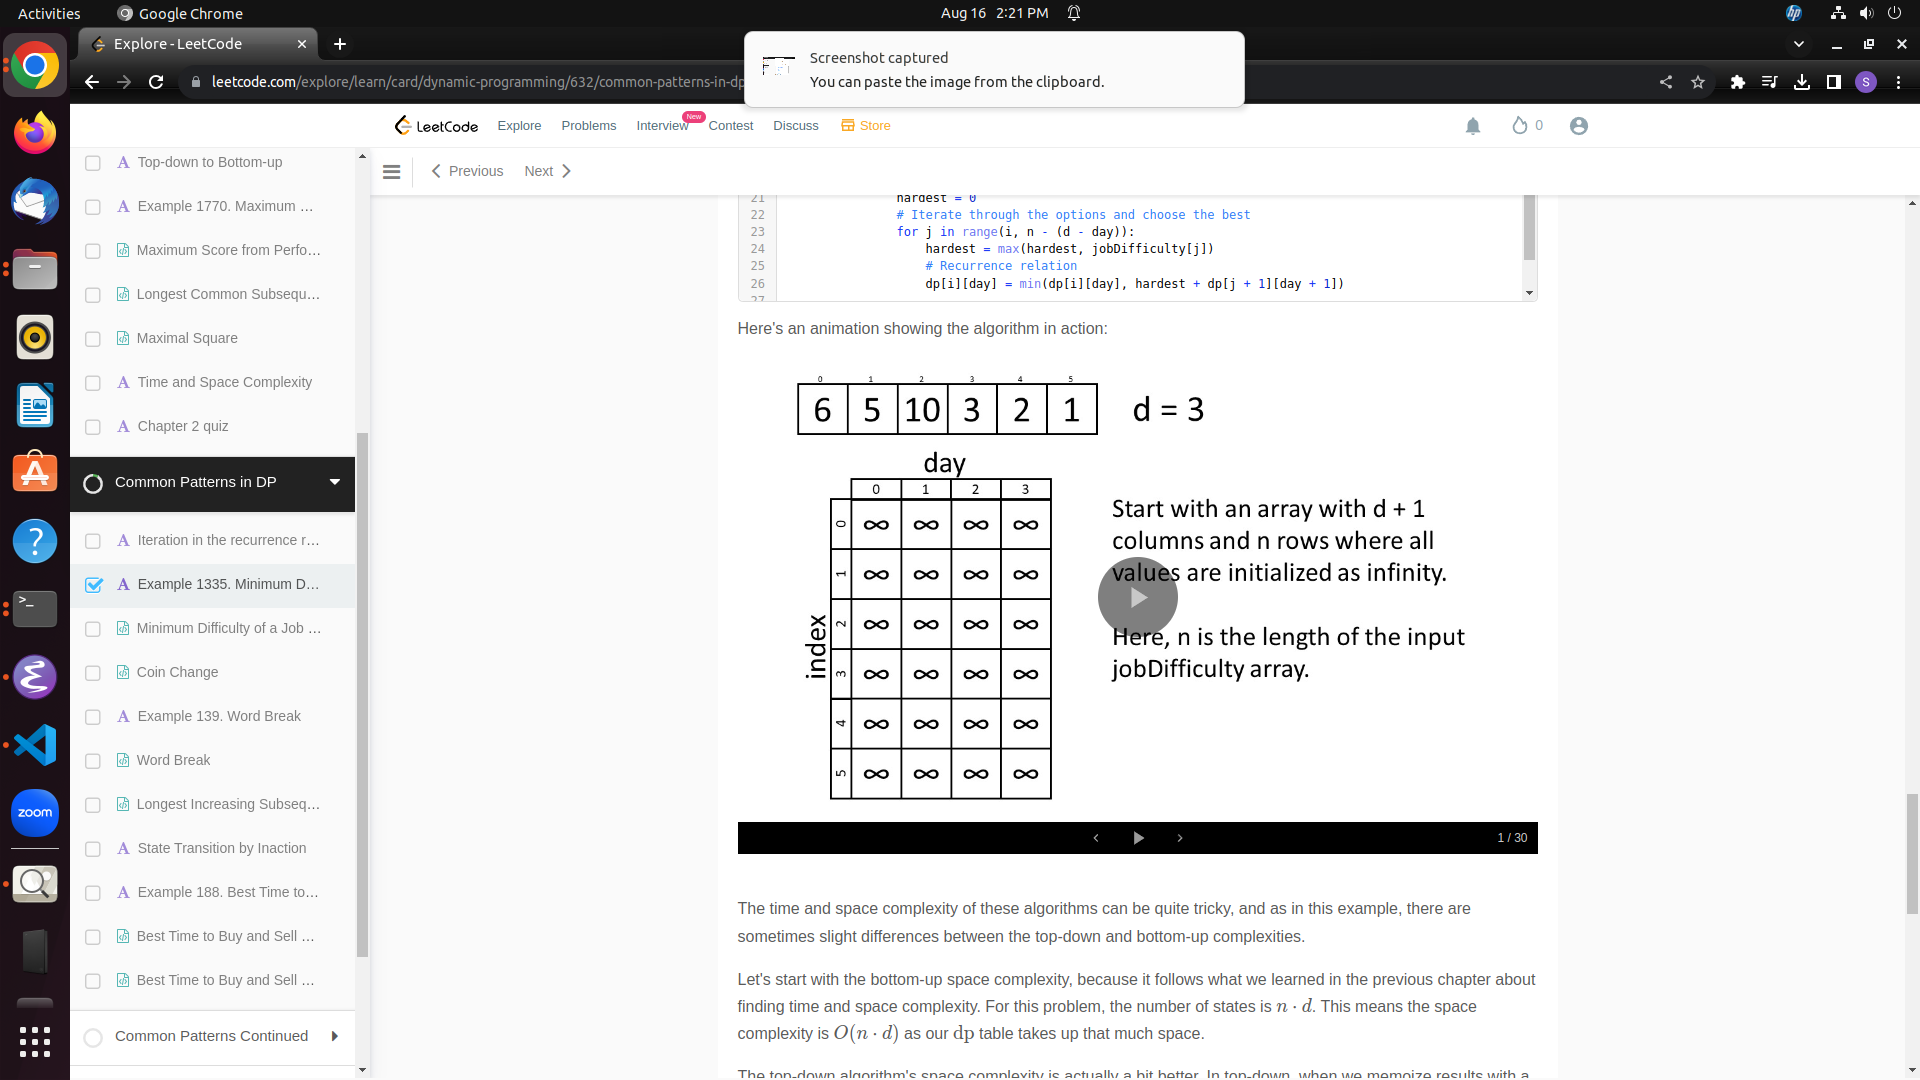 Activities
Google Chrome
Aug 16 2:21 PM
Explore - LeetCode
Screenshot captured
You can paste the image from the clipboard.
leetcode.com/explore/learn/card/dynamic-programming/632/common-patterns-in-dp
S
LeetCode
Explore
Problems
Interview
New
Contest
Discuss
Store
0
Previous
Next
Top-down to Bottom-up
Example 1770. Maximum ...
Maximum Score from Perfo...
Longest Common Subsequ...
Maximal Square
Time and Space Complexity
Chapter 2 quiz
Common Patterns in DP
Iteration in the recurrence r...
Example 1335. Minimum D...
Minimum Difficulty of a Job ...
Coin Change
Example 139. Word Break
Word Break
Longest Increasing Subseq...
State Transition by Inaction
Example 188. Best Time to...
Best Time to Buy and Sell ...
Best Time to Buy and Sell ...
Common Patterns Continued
zoom
hp
21 hardest = 0
22 # Iterate through the options and choose the best
23 for j in range(i, n - (d - day)):
24 hardest = max(hardest, jobDifficulty[j])
25 # Recurrence relation
26 dp[i][day] = min(dp[i][day], hardest + dp[j + 1][day + 1])
27
Here's an animation showing the algorithm in action:
0 1 2 3 4 5
6 5 10 3 2 1 d = 3
day
0 1 2 3
index
0 ∞ ∞ ∞ ∞
1 ∞ ∞ ∞ ∞
2 ∞ ∞ ∞ ∞
3 ∞ ∞ ∞ ∞
4 ∞ ∞ ∞ ∞
5 ∞ ∞ ∞ ∞
Start with an array with d + 1
columns and n rows where all
values are initialized as infinity.
Here, n is the length of the input
jobDifficulty array.
1 / 30
The time and space complexity of these algorithms can be quite tricky, and as in this example, there are
sometimes slight differences between the top-down and bottom-up complexities.
Let's start with the bottom-up space complexity, because it follows what we learned in the previous chapter about
finding time and space complexity. For this problem, the number of states is n · d. This means the space
complexity is O(n · d) as our dp table takes up that much space.
The top-down algorithm's space complexity is actually a bit better. In top-down, when we memoize results with a